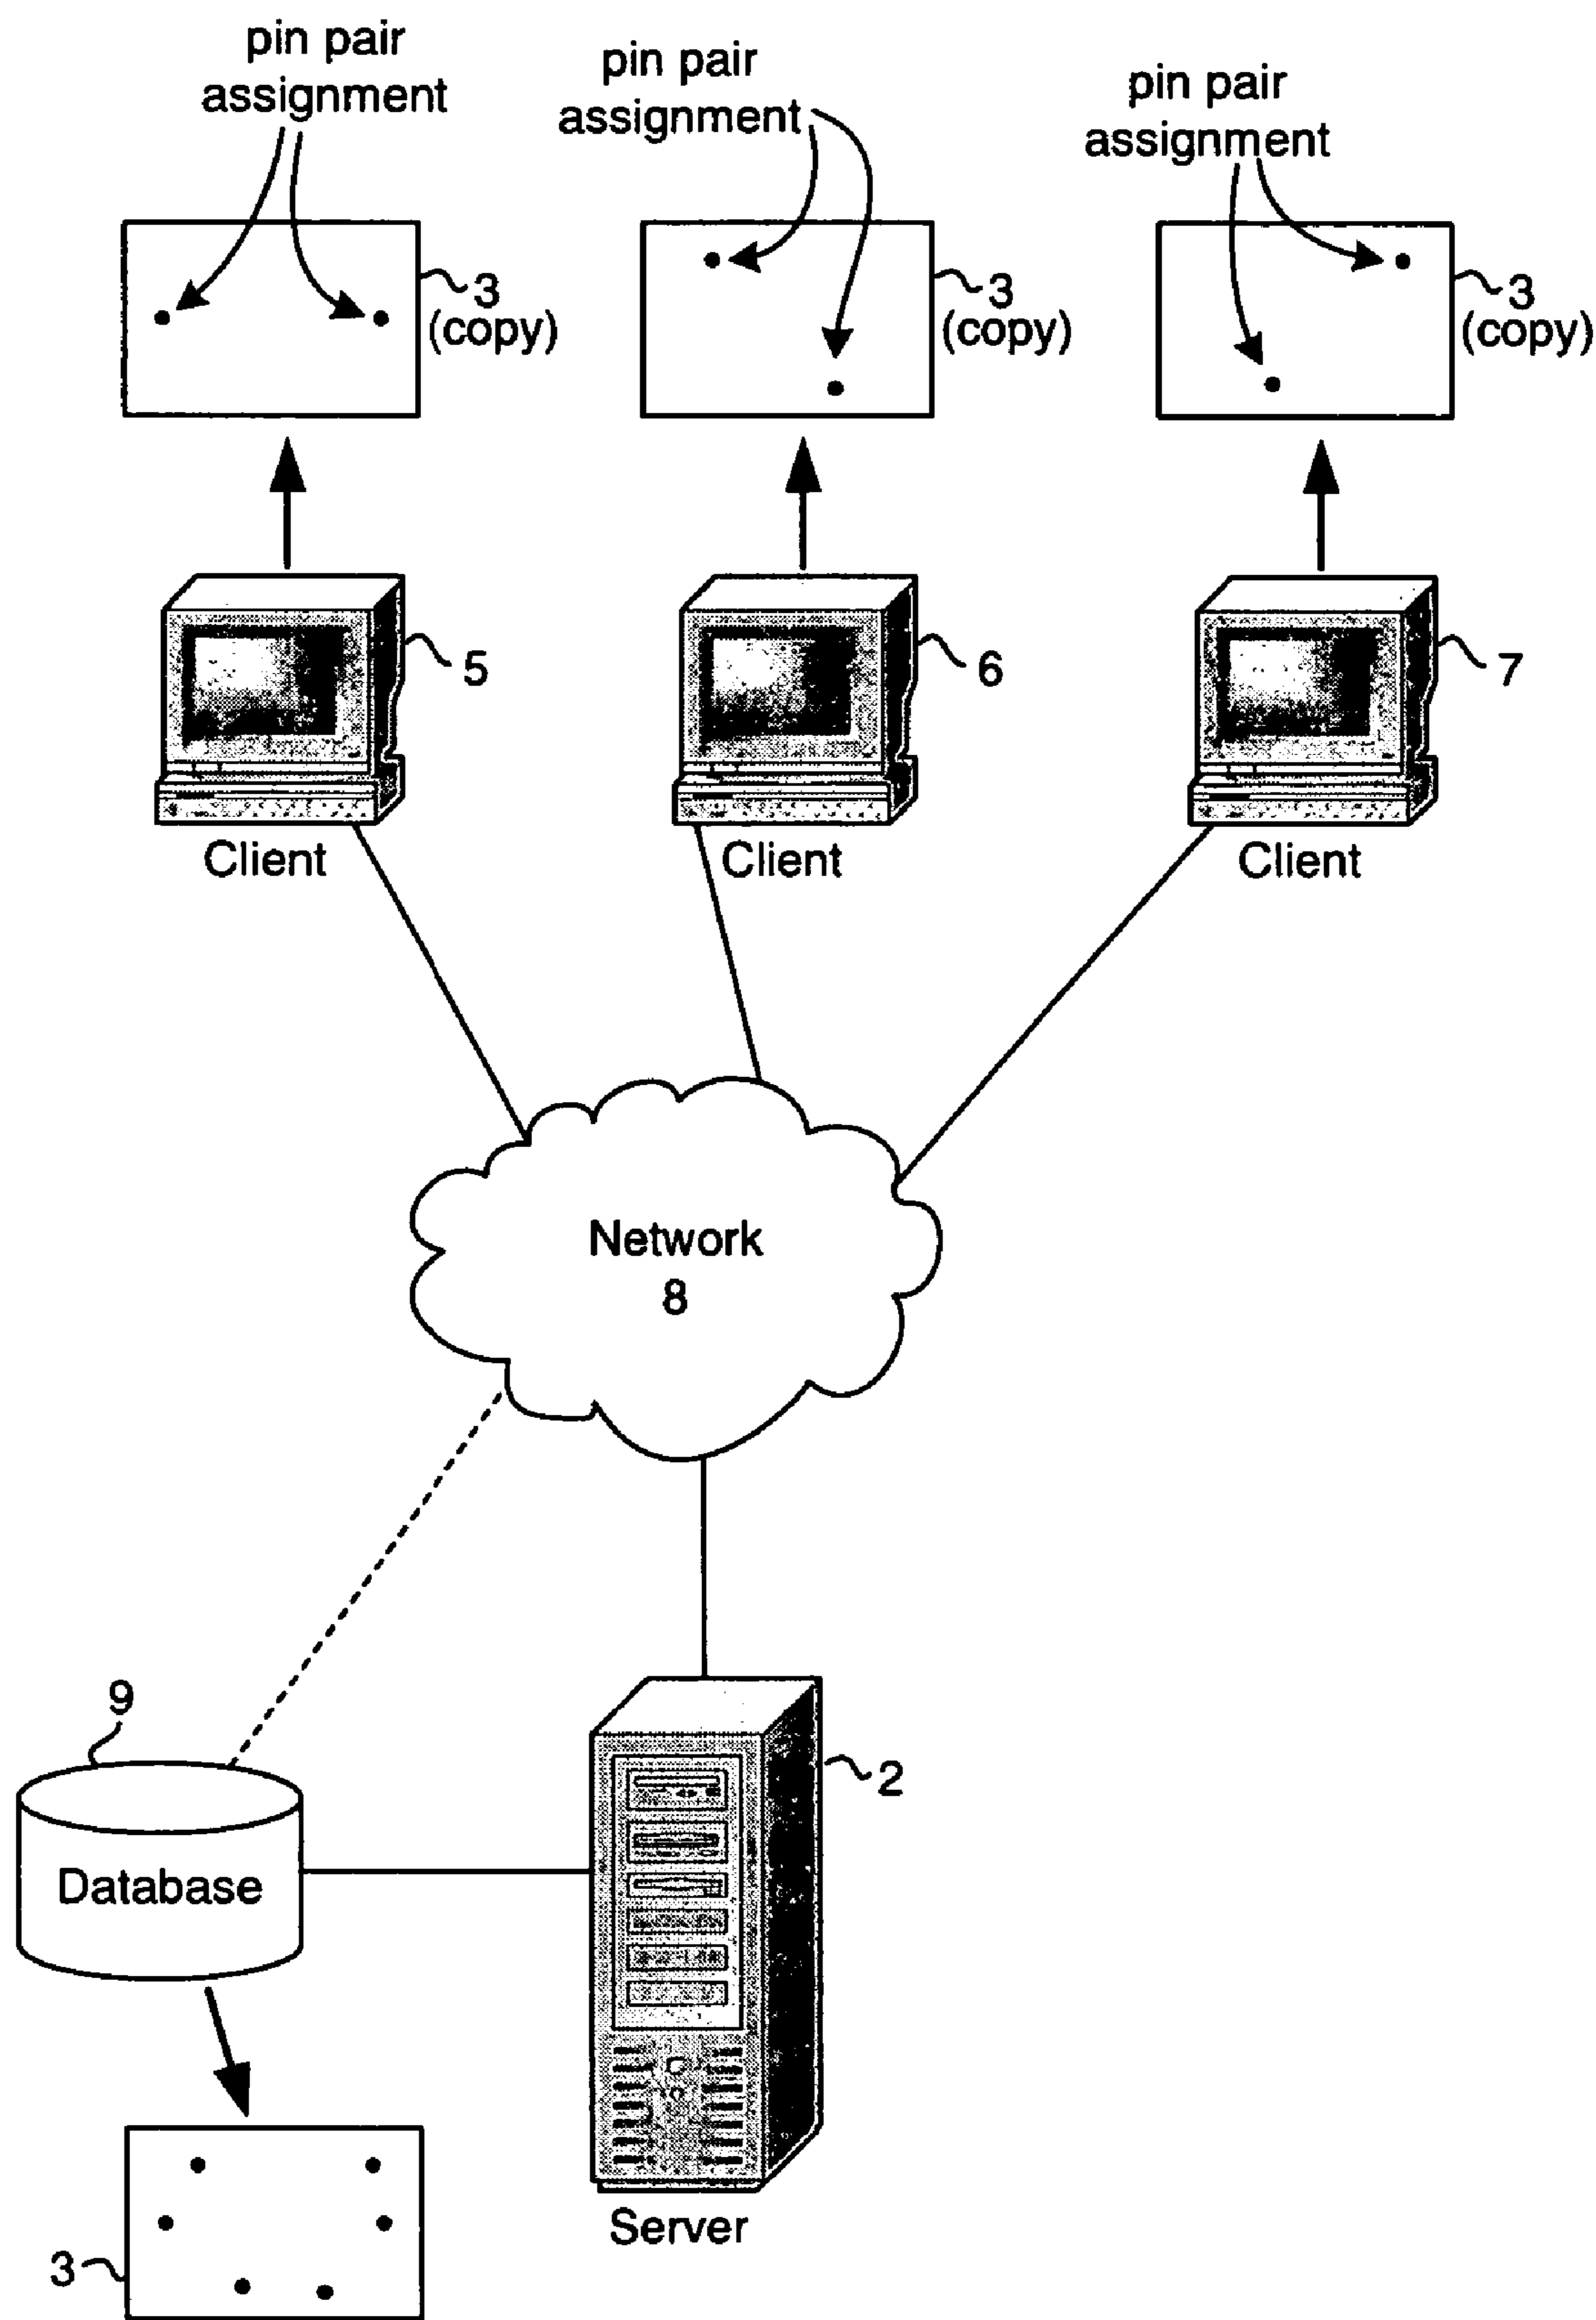 pin pair
assignment
pin pair
assignment
pin pair
assignment
3
(copy)
3
(copy)
3
(copy)
5
6
7
Client
Client
Client
Network
8
9
2
Database
Server
3